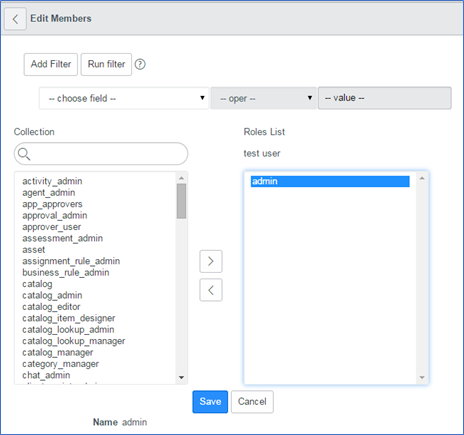 Edit Members
Add Filter Run filter ?
-- choose field -- -- oper -- -- value --
Collection
Roles List
test user
activity_admin
agent_admin
app_approvers
approval_admin
approver_user
assessment_admin
asset
assignment_rule_admin
business_rule_admin
catalog
catalog_admin
catalog_editor
catalog_item_designer
catalog_lookup_admin
catalog_lookup_manager
catalog_manager
category_manager
chat_admin
admin
Save Cancel
Name admin